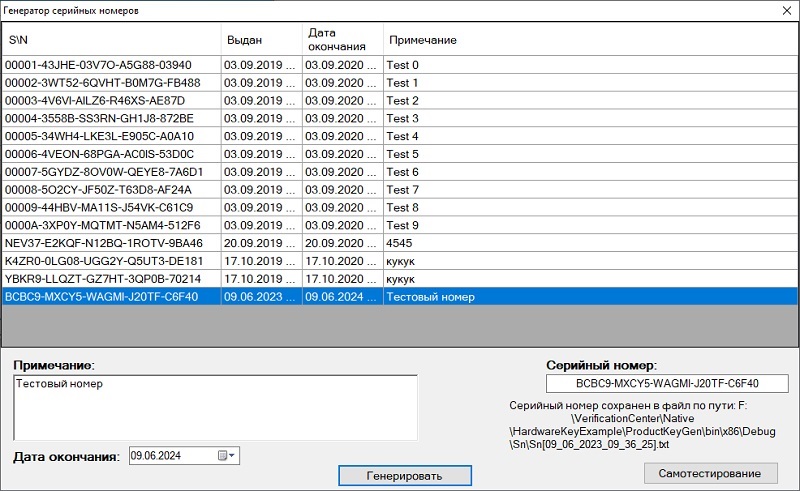 Генератор серийных номеров
S\N Выдан Дата окончания Примечание
00001-43JHE-03V7O-A5G88-03940 03.09.2019 ... 03.09.2020 ... Test 0
00002-3WT52-6QVHT-B0M7G-FB488 03.09.2019 ... 03.09.2020 ... Test 1
00003-4V6VI-AILZ6-R46XS-AE87D 03.09.2019 ... 03.09.2020 ... Test 2
00004-3558B-SS3RN-GH1J8-872BE 03.09.2019 ... 03.09.2020 ... Test 3
00005-34WH4-LKE3L-E905C-A0A10 03.09.2019 ... 03.09.2020 ... Test 4
00006-4VEON-68PGA-AC0IS-53D0C 03.09.2019 ... 03.09.2020 ... Test 5
00007-5GYDZ-8OV0W-QEYE8-7A6D1 03.09.2019 ... 03.09.2020 ... Test 6
00008-5O2CY-JF50Z-T63D8-AF24A 03.09.2019 ... 03.09.2020 ... Test 7
00009-44HBV-MA11S-J54VK-C61C9 03.09.2019 ... 03.09.2020 ... Test 8
0000A-3XP0Y-MQTMT-N5AM4-512F6 03.09.2019 ... 03.09.2020 ... Test 9
NEV37-E2KQF-N12BQ-1ROTV-9BA46 20.09.2019 ... 20.09.2020 ... 4545
K4ZR0-0LG08-UGG2Y-Q5UT3-DE181 17.10.2019 ... 17.10.2020 ... кукук
YBKR9-LLQZT-GZ7HT-3QP0B-70214 17.10.2019 ... 17.10.2020 ... кукук
BCBC9-MXCY5-WAGMI-J20TF-C6F40 09.06.2023 ... 09.06.2024 ... Тестовый номер
Примечание:
Тестовый номер
Дата окончания: 09.06.2024
Генерировать
Серийный номер:
BCBC9-MXCY5-WAGMI-J20TF-C6F40
Серийный номер сохранен в файл по пути: F:
\VerificationCenter\Native
\HardwareKeyExample\ProductKeyGen\bin\x86\Debug
\Sn\Sn[09_06_2023_09_36_25].txt
Самотестирование